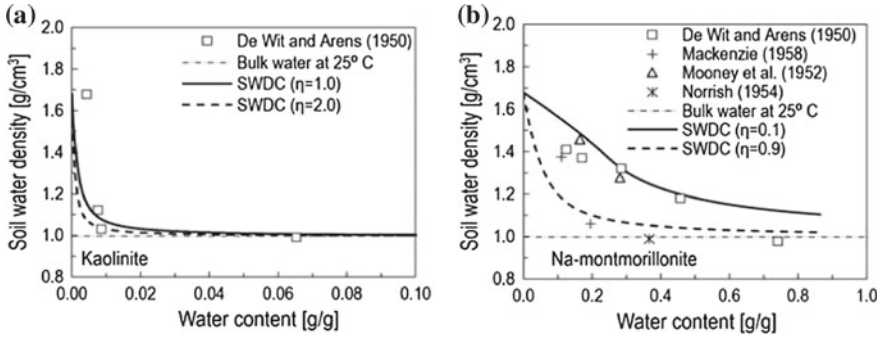 (a)
2.0
1.8
1.6
1.4
1.2
1.0
0.8
Soil water density [g/cm³]
De Wit and Arens (1950)
Bulk water at 25° C
SWDC (η=1.0)
SWDC (η=2.0)
Kaolinite
0.00 0.02 0.04 0.06 0.08 0.10
Water content [g/g]
(b)
2.0
1.8
1.6
1.4
1.2
1.0
0.8
Soil water density [g/cm³]
De Wit and Arens (1950)
Mackenzie (1958)
Mooney et al. (1952)
Norrish (1954)
Bulk water at 25° C
SWDC (η=0.1)
SWDC (η=0.9)
Na-montmorillonite
0.0 0.2 0.4 0.6 0.8 1.0
Water content [g/g]